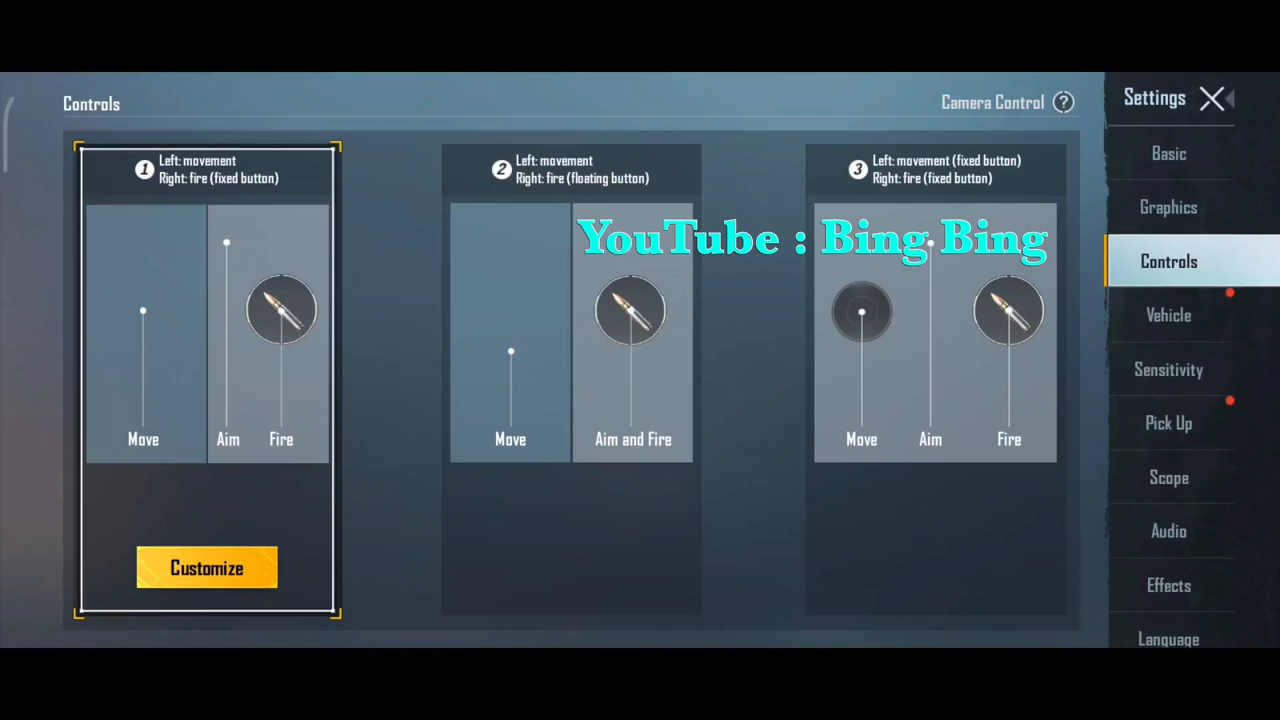 Controls
Camera Control ?
Settings
1
Left: movement
Right: fire (fixed button)
Move
Aim
Fire
Customize
2
Left: movement
Right: fire (floating button)
Move
Aim and Fire
3
Left: movement (fixed button)
Right: fire (fixed button)
Move
Aim
Fire
YouTube : Bing Bing
Basic
Graphics
Controls
Vehicle
Sensitivity
Pick Up
Scope
Audio
Effects
Language